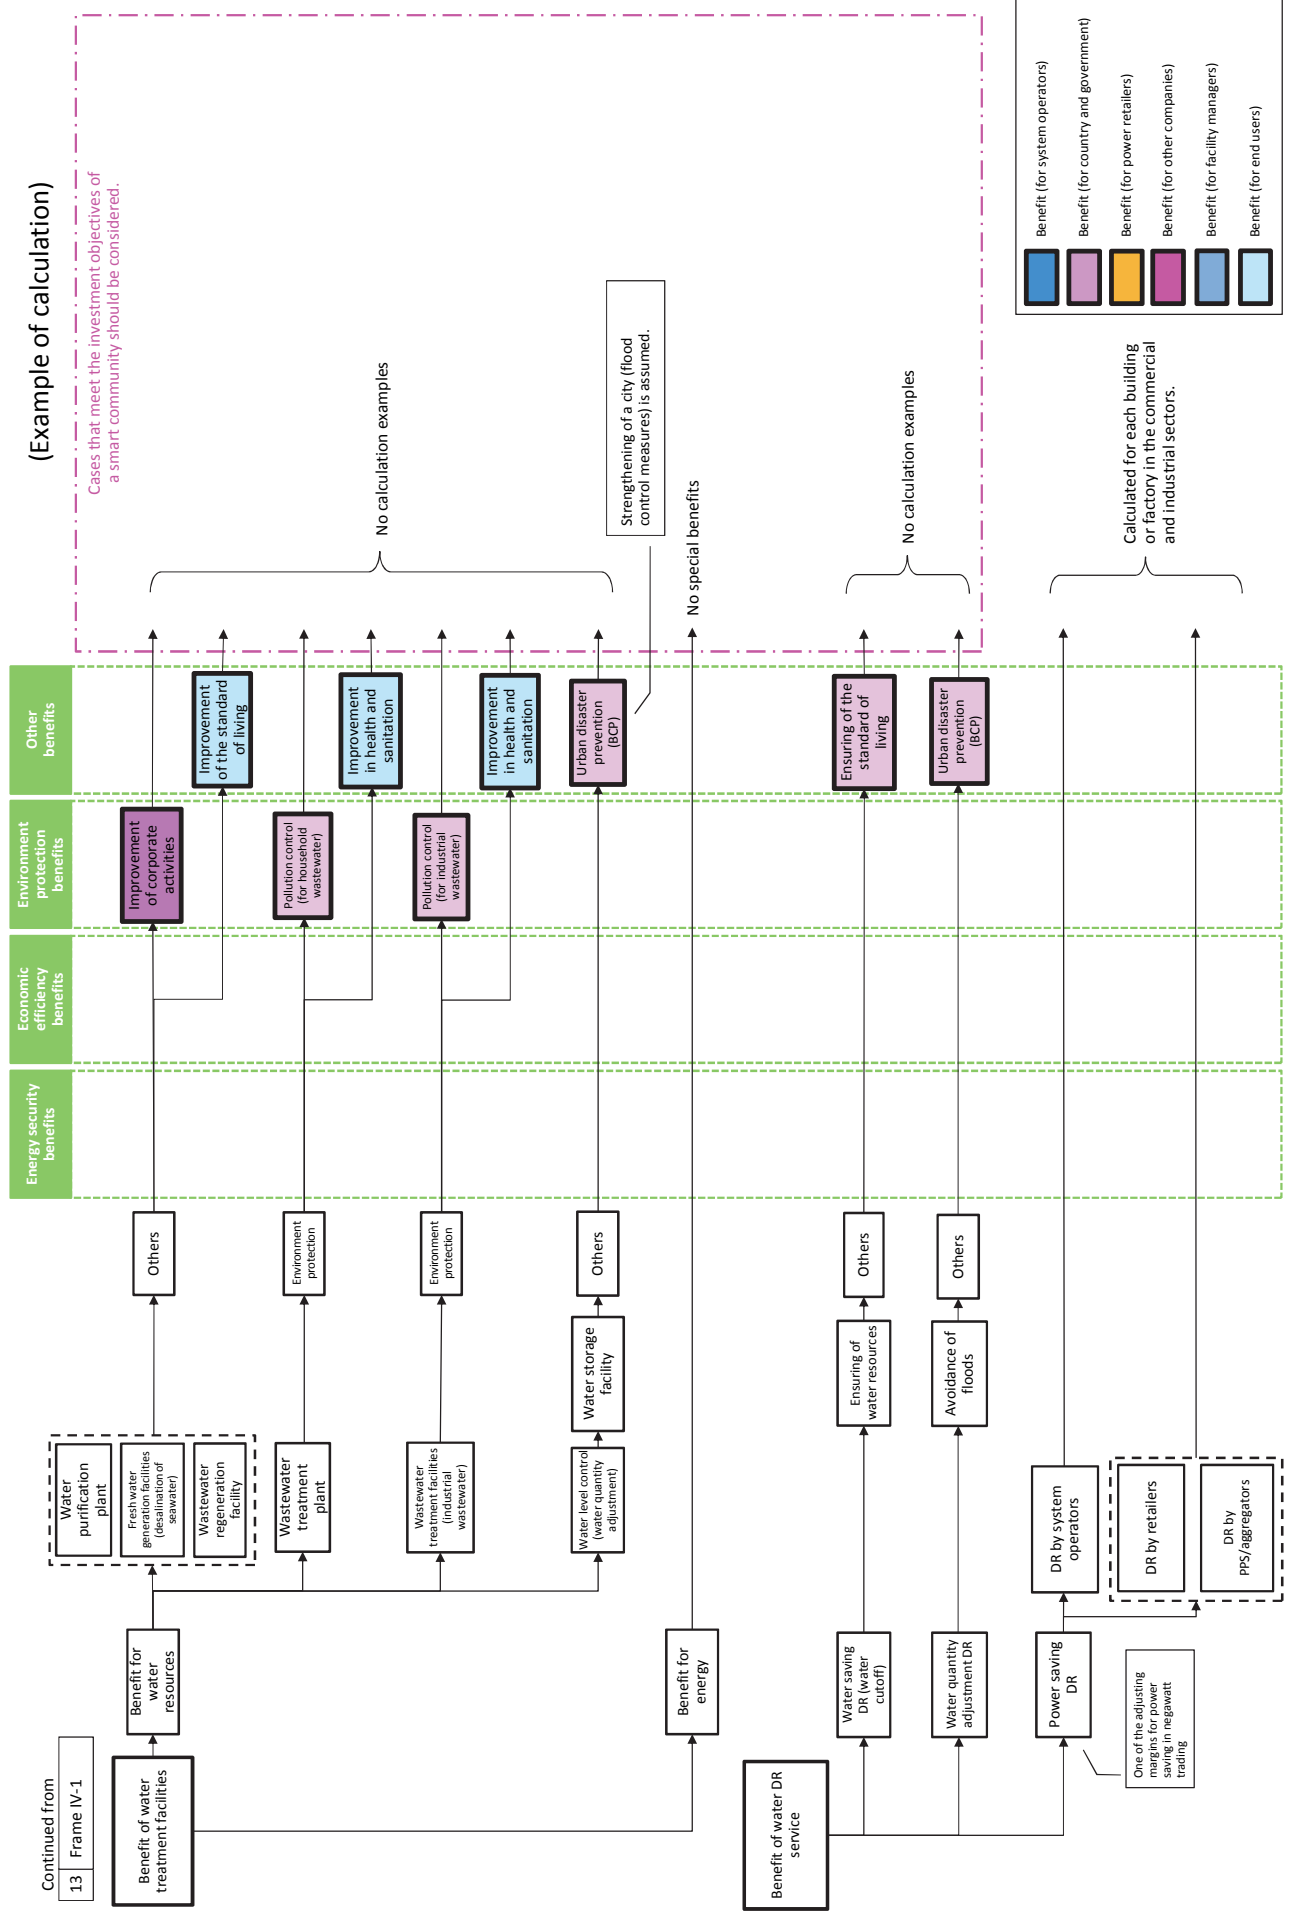 (Example of calculation)
Continued from
13
Frame IV-1
Energy security
benefits
Economic
efficiency
benefits
Environment
protection
benefits
Other
benefits
Cases that meet the investment objectives of
a smart community should be considered.
Benefit of water
treatment facilities
Benefit for
water
resources
Water
purification
plant
Fresh water
generation facilities
(desalination of
seawater)
Wastewater
regeneration
facility
Others
Improvement
of corporate
activities
Improvement
of the standard
of living
Wastewater
treatment
plant
Environment
protection
Pollution control
(for household
wastewater)
Improvement
in health and
sanitation
No calculation examples
Wastewater
treatment facilities
(industrial
wastewater)
Environment
protection
Pollution control
(for industrial
wastewater)
Improvement
in health and
sanitation
Water level control
(water quantity
adjustment)
Water storage
facility
Others
Urban disaster
prevention
(BCP)
Strengthening of a city (flood
control measures) is assumed.
Benefit for
energy
No special benefits
Benefit of water DR
service
Water saving
DR (water
cutoff)
Ensuring of
water resources
Others
Ensuring of the
standard of
living
No calculation examples
Water quantity
adjustment DR
Avoidance of
floods
Others
Urban disaster
prevention
(BCP)
Power saving
DR
DR by system
operators
DR by retailers
DR by
PPS/aggregators
Calculated for each building
or factory in the commercial
and industrial sectors.
One of the adjusting
margins for power
saving in negawatt
trading
Benefit (for system operators)
Benefit (for country and government)
Benefit (for power retailers)
Benefit (for other companies)
Benefit (for facility managers)
Benefit (for end users)